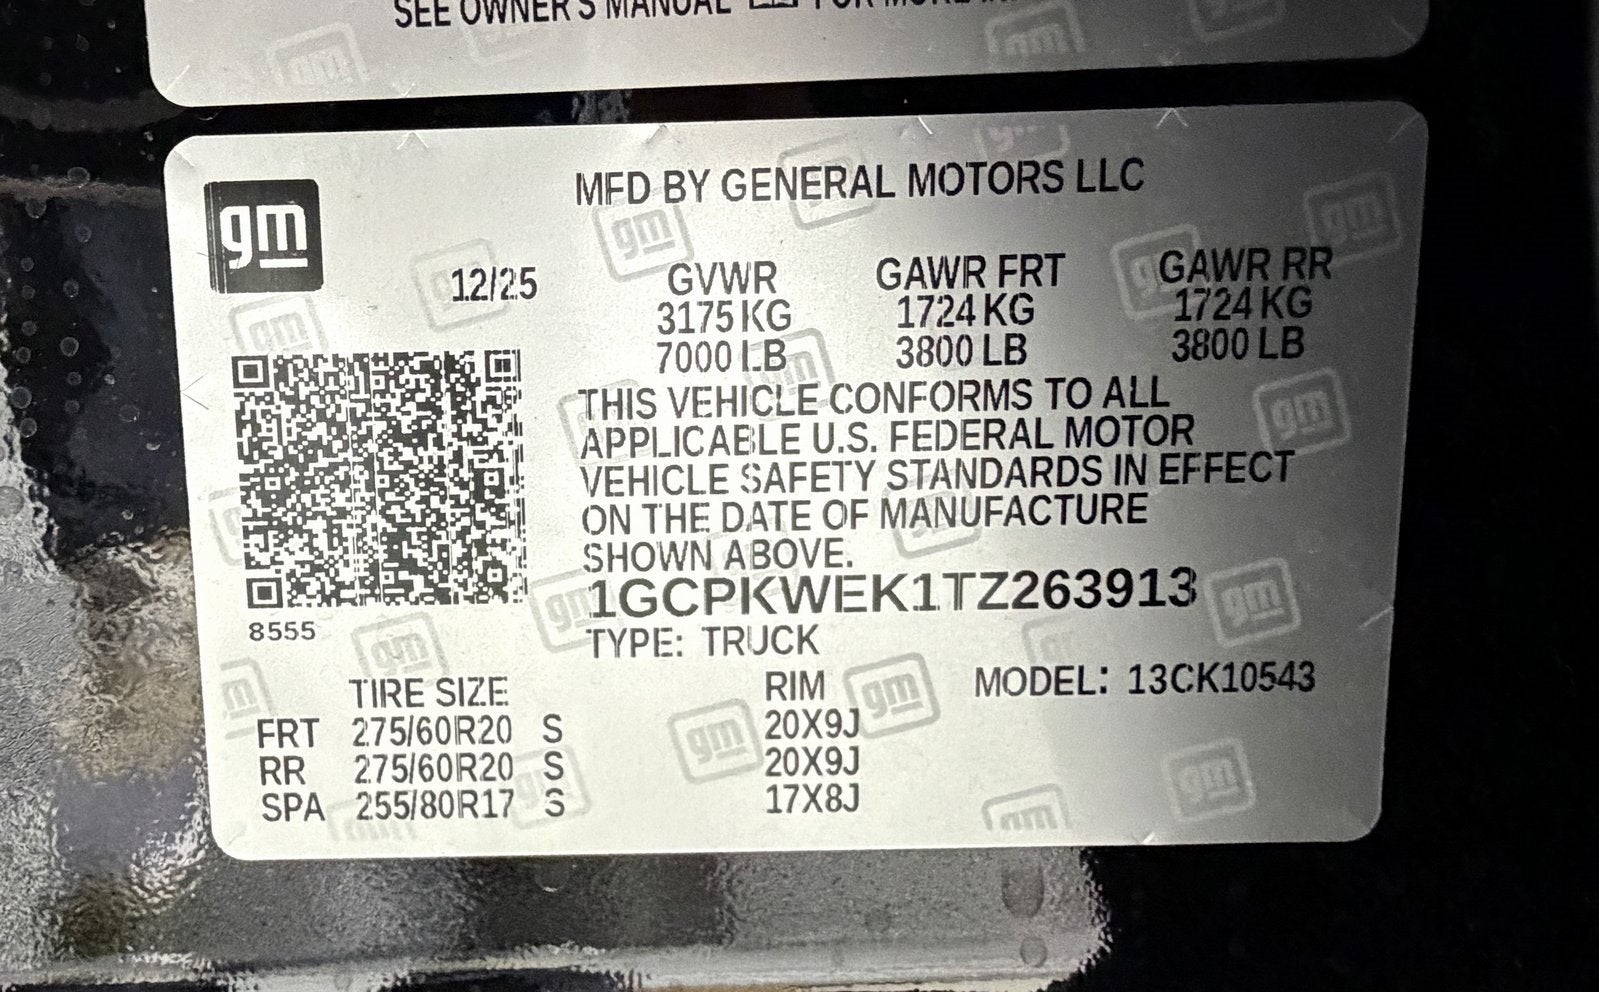 SEE OWNER'S MANUAL FOR MORE
gm
MFD BY GENERAL MOTORS LLC
12/25
GVWR GAWR FRT GAWR RR
3175 KG 1724 KG 1724 KG
7000 LB 3800 LB 3800 LB
THIS VEHICLE CONFORMS TO ALL
APPLICABLE U.S. FEDERAL MOTOR
VEHICLE SAFETY STANDARDS IN EFFECT
ON THE DATE OF MANUFACTURE
SHOWN ABOVE.
1GCPKWEK1TZ263913
8555
TYPE: TRUCK
TIRE SIZE RIM MODEL: 13CK10543
FRT 275/60R20 S 20X9J
RR 275/60R20 S 20X9J
SPA 255/80R17 S 17X8J